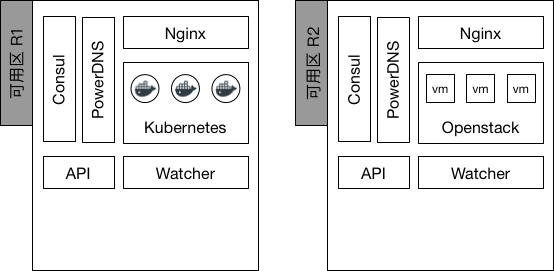 可用区 R1
Consul
PowerDNS
Nginx
Kubernetes
API
Watcher
可用区 R2
Consul
PowerDNS
Nginx
vm
vm
vm
Openstack
API
Watcher